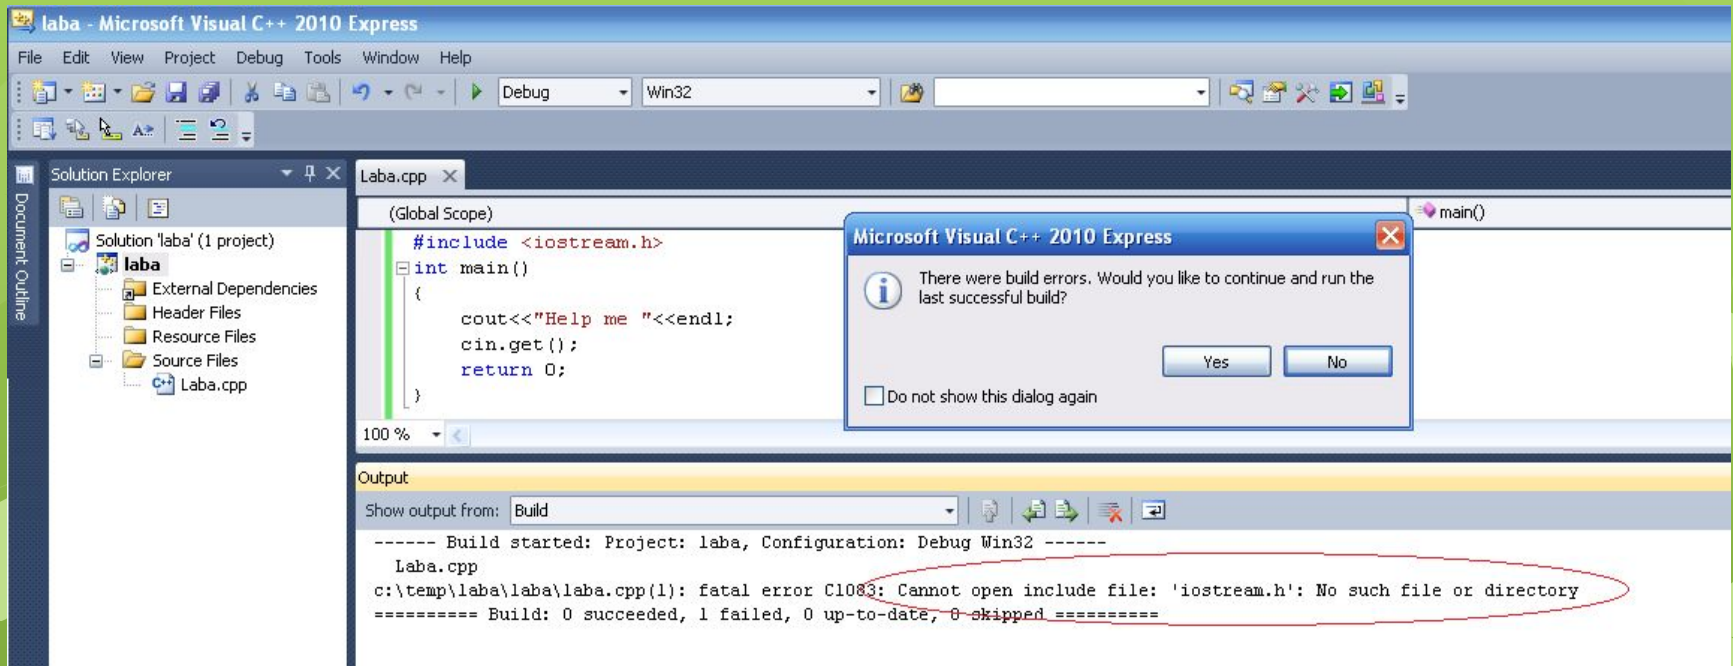 laba - Microsoft Visual C++ 2010 Express
File Edit View Project Debug Tools Window Help
Debug Win32
Document Outline
Solution Explorer
Solution 'laba' (1 project)
laba
External Dependencies
Header Files
Resource Files
Source Files
Laba.cpp
Laba.cpp
(Global Scope)
main()
#include <iostream.h>
int main()
{
cout<<"Help me "<<endl;
cin.get();
return 0;
}
100 %
Microsoft Visual C++ 2010 Express
There were build errors. Would you like to continue and run the
last successful build?
Yes No
Do not show this dialog again
Output
Show output from: Build
------ Build started: Project: laba, Configuration: Debug Win32 ------
Laba.cpp
c:\temp\laba\laba\laba.cpp(1): fatal error C1083: Cannot open include file: 'iostream.h': No such file or directory
========== Build: 0 succeeded, 1 failed, 0 up-to-date, 0 skipped ==========